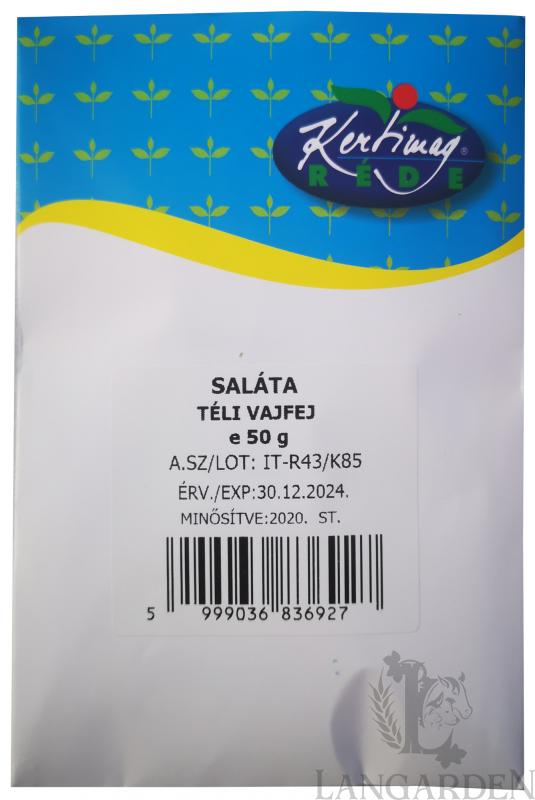 Kertimag®
RÉDE
SALÁTA
TÉLI VAJFEJ
e 50 g
A.SZ/LOT: IT-R43/K85
ÉRV./EXP:30.12.2024.
MINŐSÍTVE:2020. ST.
5 999036 836927
L
LANGARDEN